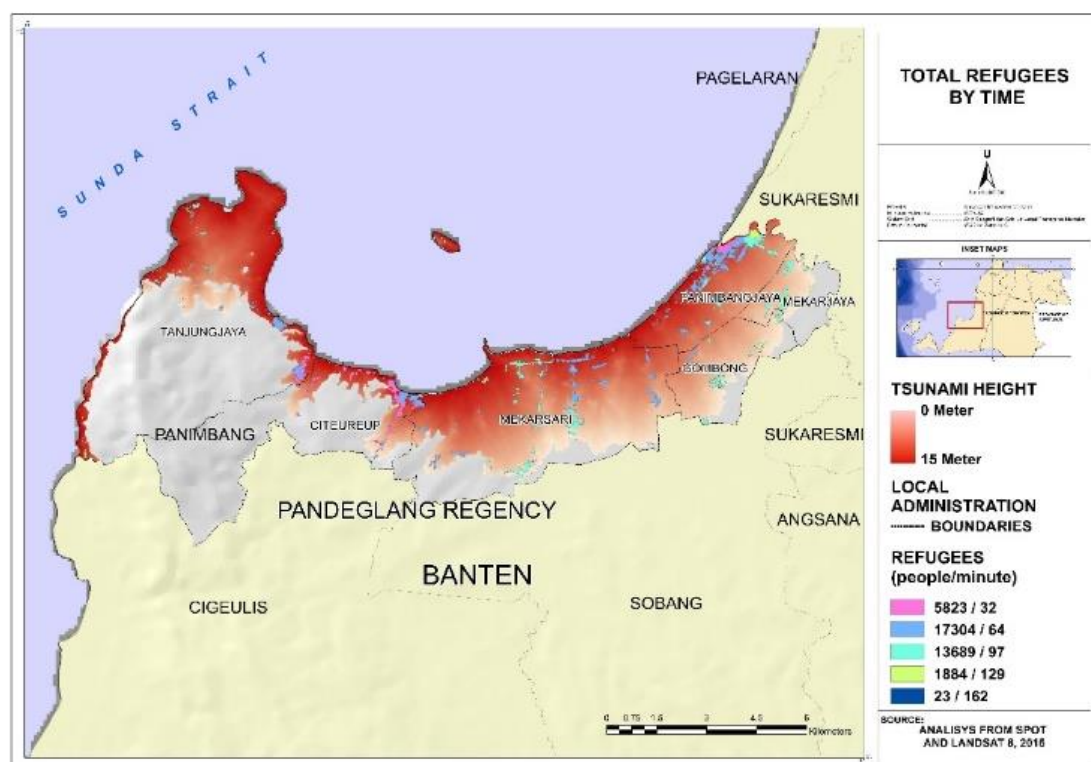 SUNDA STRAIT
PAGELARAN
SUKARESMI
PANIMBANGJAYA
MEKARJAYA
TANJUNGJAYA
GOMBONG
CITEUREUP
MEKARSARI
PANIMBANG
SUKARESMI
PANDEGLANG REGENCY
ANGSANA
BANTEN
CIGEULIS
SOBANG
0 0.75 1.5 3 4.5 6
Kilometers
TOTAL REFUGEES
BY TIME
U
INSET MAPS
TSUNAMI HEIGHT
0 Meter
15 Meter
LOCAL
ADMINISTRATION
BOUNDARIES
REFUGEES
(people/minute)
5823 / 32
17304 / 64
13689 / 97
1884 / 129
23 / 162
SOURCE:
ANALISYS FROM SPOT
AND LANDSAT 8, 2016